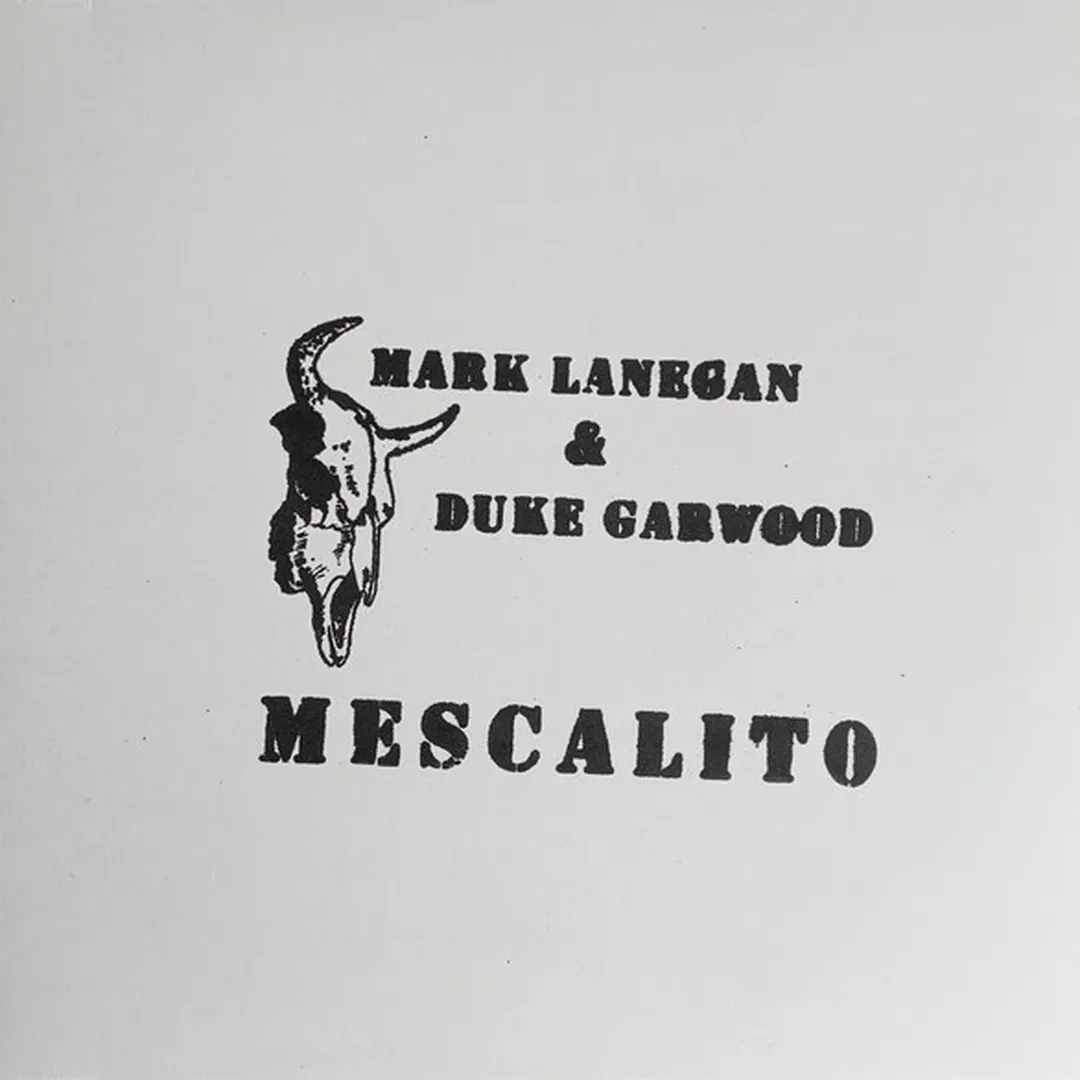 MARK LANEGAN
&
DUKE GARWOOD
MESCALITO